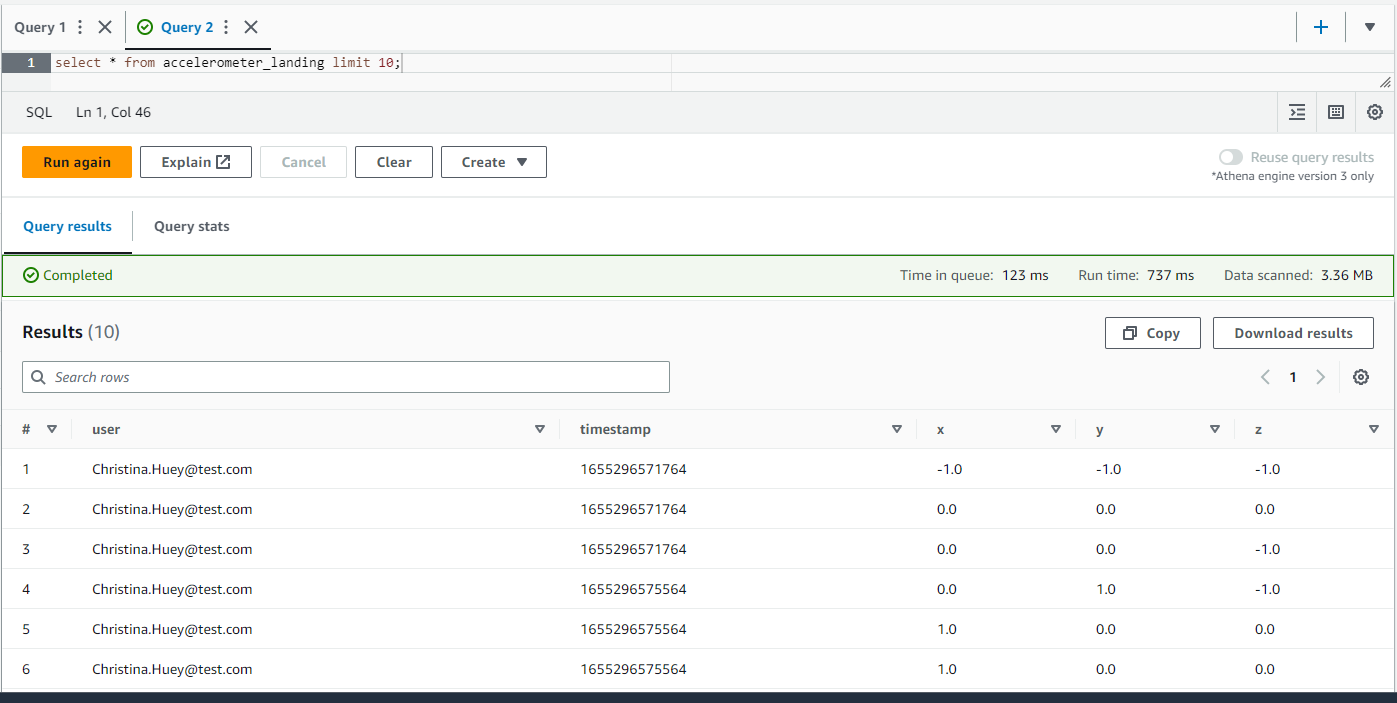 Query 1 Query 2
1 select * from accelerometer_landing limit 10;
SQL Ln 1, Col 46
Run again Explain Cancel Clear Create Reuse query results
*Athena engine version 3 only
Query results Query stats
Completed Time in queue: 123 ms Run time: 737 ms Data scanned: 3.36 MB
Results (10) Copy Download results
Search rows 1
# user timestamp x y z
1 Christina.Huey@test.com 1655296571764 -1.0 -1.0 -1.0
2 Christina.Huey@test.com 1655296571764 0.0 0.0 0.0
3 Christina.Huey@test.com 1655296571764 0.0 0.0 -1.0
4 Christina.Huey@test.com 1655296575564 0.0 1.0 -1.0
5 Christina.Huey@test.com 1655296575564 1.0 0.0 0.0
6 Christina.Huey@test.com 1655296575564 1.0 0.0 0.0